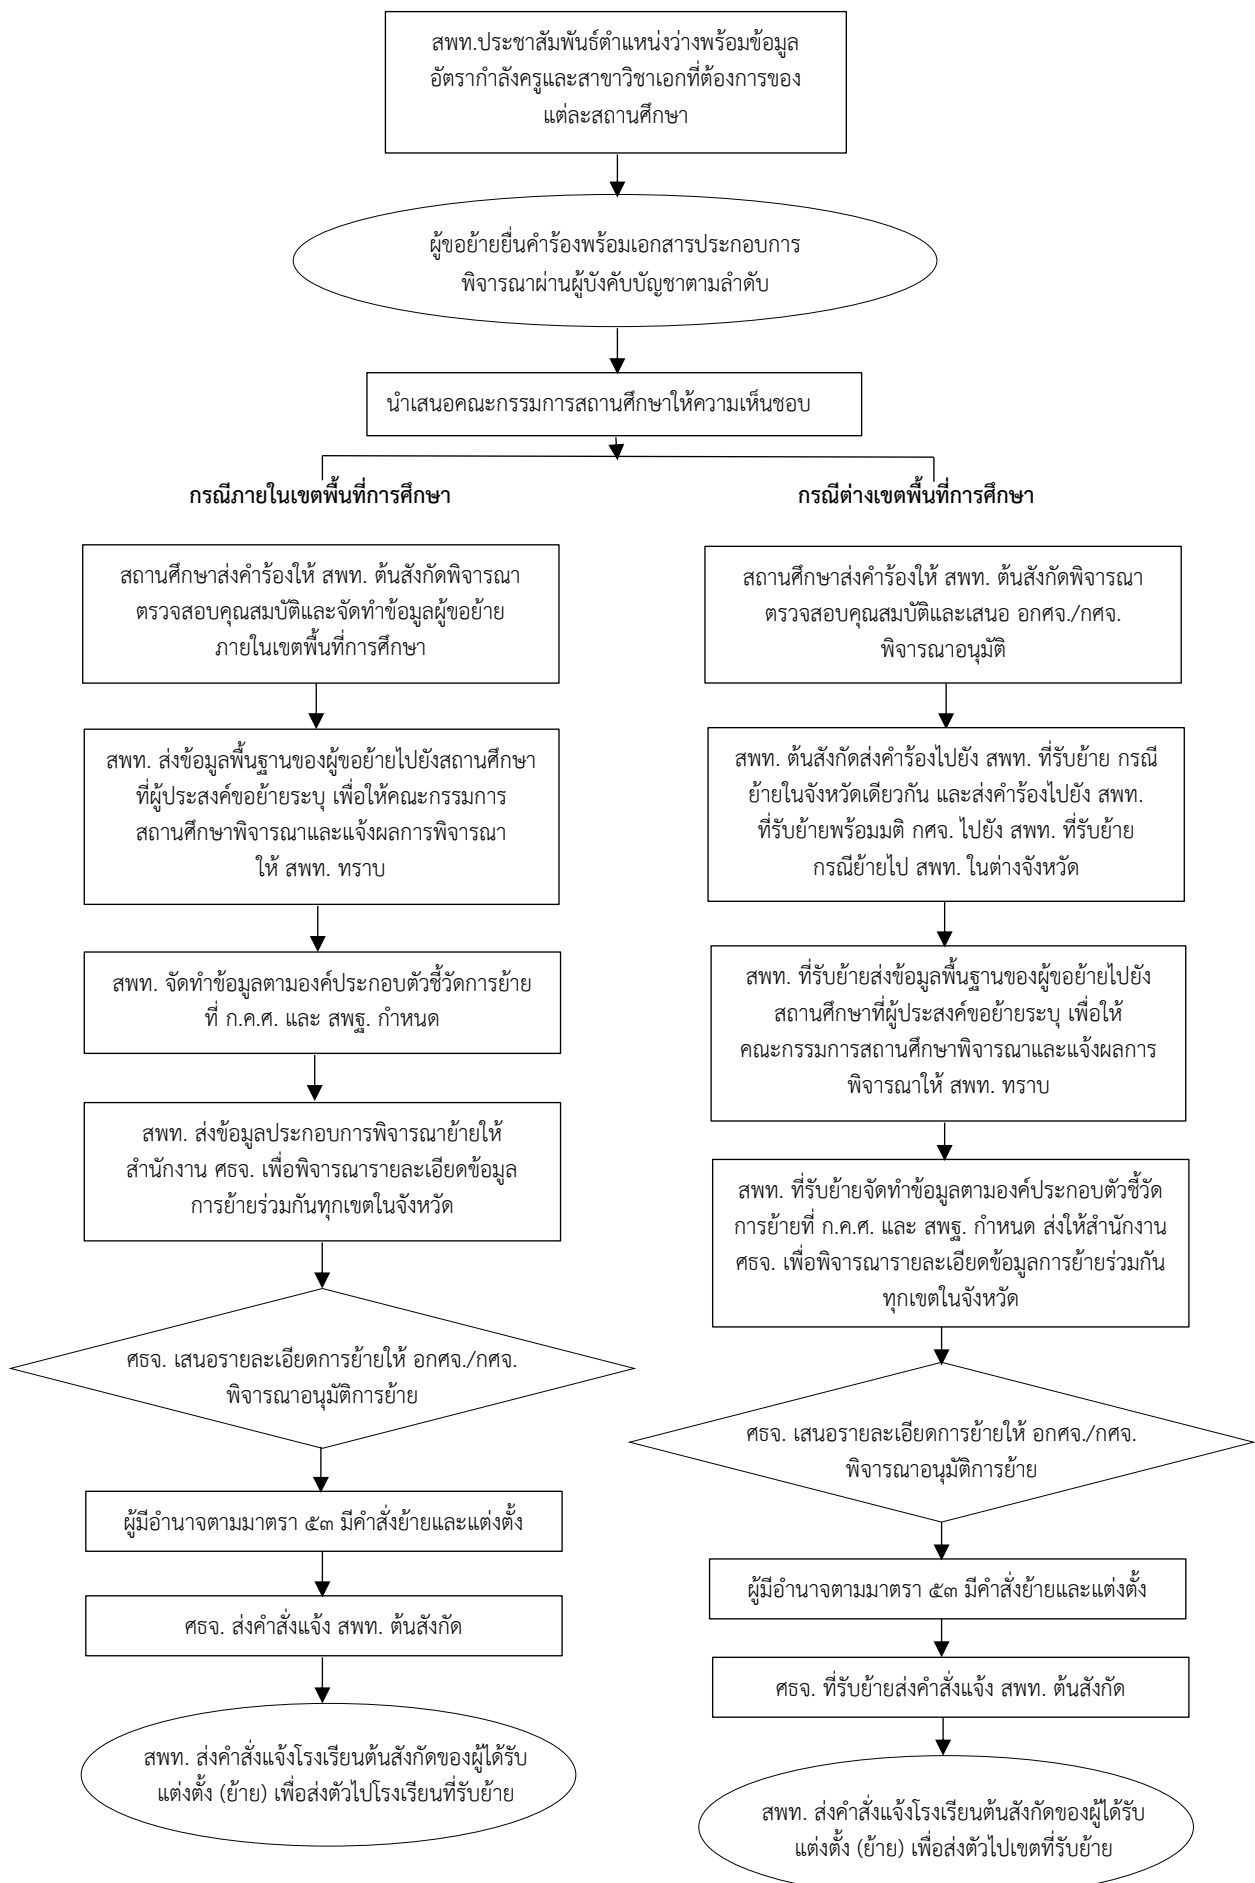 สพท.ประชาสัมพันธ์ตำแหน่งว่างพร้อมข้อมูล
อัตรากำลังครูและสาขาวิชาเอกที่ต้องการของ
แต่ละสถานศึกษา
ผู้ขอย้ายยื่นคำร้องพร้อมเอกสารประกอบการ
พิจารณาผ่านผู้บังคับบัญชาตามลำดับ
นำเสนอคณะกรรมการสถานศึกษาให้ความเห็นชอบ
กรณีภายในเขตพื้นที่การศึกษา
สถานศึกษาส่งคำร้องให้ สพท. ต้นสังกัดพิจารณา
ตรวจสอบคุณสมบัติและจัดทำข้อมูลผู้ขอย้าย
ภายในเขตพื้นที่การศึกษา
สพท. ส่งข้อมูลพื้นฐานของผู้ขอย้ายไปยังสถานศึกษา
ที่ผู้ประสงค์ขอย้ายระบุ เพื่อให้คณะกรรมการ
สถานศึกษาพิจารณาและแจ้งผลการพิจารณา
ให้ สพท. ทราบ
สพท. จัดทำข้อมูลตามองค์ประกอบตัวชี้วัดการย้าย
ที่ ก.ค.ศ. และ สพฐ. กำหนด
สพท. ส่งข้อมูลประกอบการพิจารณาย้ายให้
สำนักงาน ศธจ. เพื่อพิจารณารายละเอียดข้อมูล
การย้ายร่วมกันทุกเขตในจังหวัด
ศธจ. เสนอรายละเอียดการย้ายให้ อกศจ./กศจ.
พิจารณาอนุมัติการย้าย
ผู้มีอำนาจตามมาตรา ๕๓ มีคำสั่งย้ายและแต่งตั้ง
ศธจ. ส่งคำสั่งแจ้ง สพท. ต้นสังกัด
สพท. ส่งคำสั่งแจ้งโรงเรียนต้นสังกัดของผู้ได้รับ
แต่งตั้ง (ย้าย) เพื่อส่งตัวไปโรงเรียนที่รับย้าย
กรณีต่างเขตพื้นที่การศึกษา
สถานศึกษาส่งคำร้องให้ สพท. ต้นสังกัดพิจารณา
ตรวจสอบคุณสมบัติและเสนอ อกศจ./กศจ.
พิจารณาอนุมัติ
สพท. ต้นสังกัดส่งคำร้องไปยัง สพท. ที่รับย้าย กรณี
ย้ายในจังหวัดเดียวกัน และส่งคำร้องไปยัง สพท.
ที่รับย้ายพร้อมมติ กศจ. ไปยัง สพท. ที่รับย้าย
กรณีย้ายไป สพท. ในต่างจังหวัด
สพท. ที่รับย้ายส่งข้อมูลพื้นฐานของผู้ขอย้ายไปยัง
สถานศึกษาที่ผู้ประสงค์ขอย้ายระบุ เพื่อให้
คณะกรรมการสถานศึกษาพิจารณาและแจ้งผลการ
พิจารณาให้ สพท. ทราบ
สพท. ที่รับย้ายจัดทำข้อมูลตามองค์ประกอบตัวชี้วัด
การย้ายที่ ก.ค.ศ. และ สพฐ. กำหนด ส่งให้สำนักงาน
ศธจ. เพื่อพิจารณารายละเอียดข้อมูลการย้ายร่วมกัน
ทุกเขตในจังหวัด
ศธจ. เสนอรายละเอียดการย้ายให้ อกศจ./กศจ.
พิจารณาอนุมัติการย้าย
ผู้มีอำนาจตามมาตรา ๕๓ มีคำสั่งย้ายและแต่งตั้ง
ศธจ. ที่รับย้ายส่งคำสั่งแจ้ง สพท. ต้นสังกัด
สพท. ส่งคำสั่งแจ้งโรงเรียนต้นสังกัดของผู้ได้รับ
แต่งตั้ง (ย้าย) เพื่อส่งตัวไปเขตที่รับย้าย